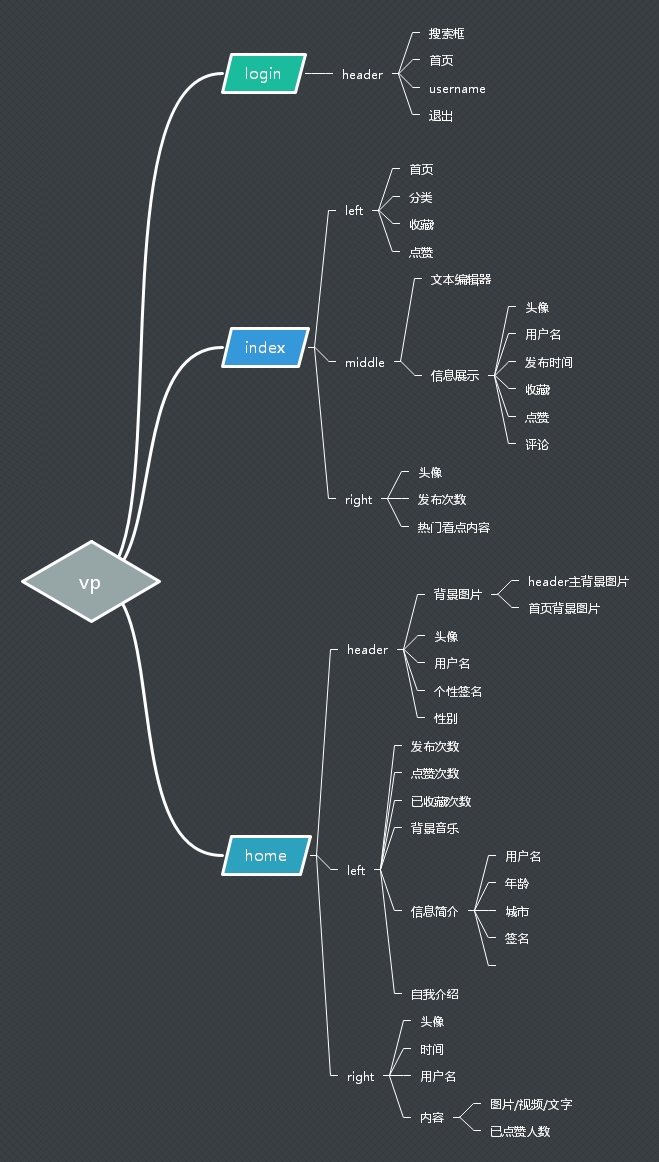 vp
login
header
搜索框
首页
username
退出
index
left
首页
分类
收藏
点赞
middle
文本编辑器
信息展示
头像
用户名
发布时间
收藏
点赞
评论
right
头像
发布次数
热门看点内容
home
header
背景图片
header主背景图片
首页背景图片
头像
用户名
个性签名
性别
left
发布次数
点赞次数
已收藏次数
背景音乐
信息简介
用户名
年龄
城市
签名
自我介绍
right
头像
时间
用户名
内容
图片/视频/文字
已点赞人数